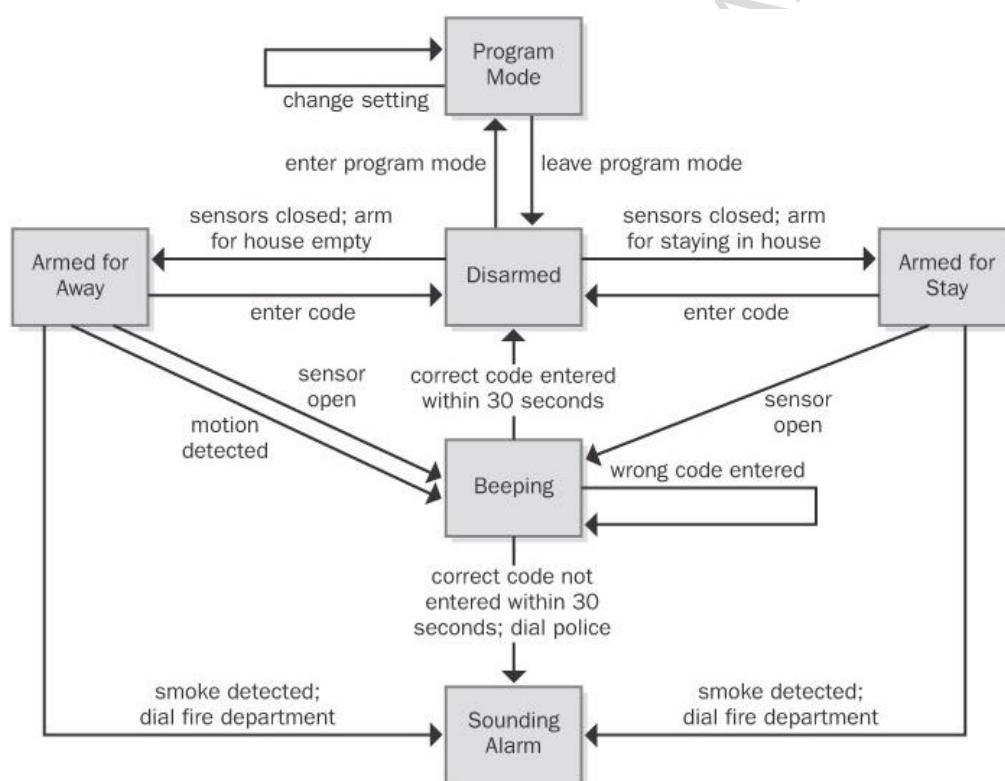 Program
Mode
change setting
enter program mode
leave program mode
sensors closed; arm
for house empty
sensors closed; arm
for staying in house
Armed for
Away
Disarmed
Armed for
Stay
enter code
enter code
sensor
open
correct code entered
within 30 seconds
sensor
open
motion
detected
Beeping
wrong code entered
correct code not
entered within 30
seconds; dial police
smoke detected;
dial fire department
smoke detected;
dial fire department
Sounding
Alarm